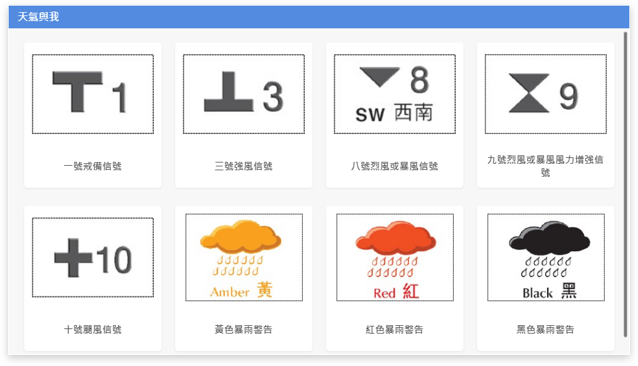 天氣與我
1
3
8
SW 西南
9
一號戒備信號
三號強風信號
八號烈風或暴風信號
九號烈風或暴風風力增強信
號
10
Amber 黃
Red 紅
Black 黑
十號颶風信號
黃色暴雨警告
紅色暴雨警告
黑色暴雨警告